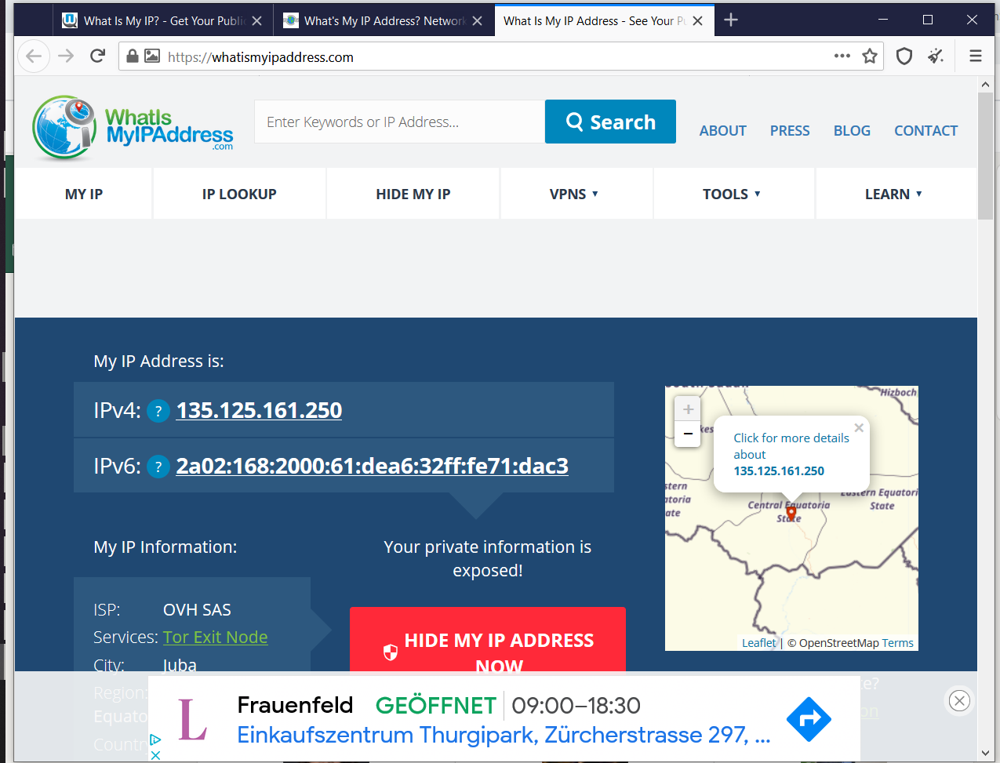 What Is My IP? - Get Your Public
What's My IP Address? Network
What Is My IP Address - See Your Pu
https://whatismyipaddress.com
WhatIs
MyIPAddress
.com
Enter Keywords or IP Address...
Search
ABOUT
PRESS
BLOG
CONTACT
MY IP
IP LOOKUP
HIDE MY IP
VPNS
TOOLS
LEARN
My IP Address is:
IPv4: ? 135.125.161.250
IPv6: ? 2a02:168:2000:61:dea6:32ff:fe71:dac3
Hizboch
+
−
Click for more details
about
135.125.161.250
Eastern Equatori
State
Central Equatoria
State
Leaflet | © OpenStreetMap Terms
My IP Information:
Your private information is
exposed!
ISP: OVH SAS
Services: Tor Exit Node
City: Juba
Region:
Equato
Country
HIDE MY IP ADDRESS
NOW
L
Frauenfeld GEÖFFNET 09:00–18:30
Einkaufszentrum Thurgipark, Zürcherstrasse 297, ...